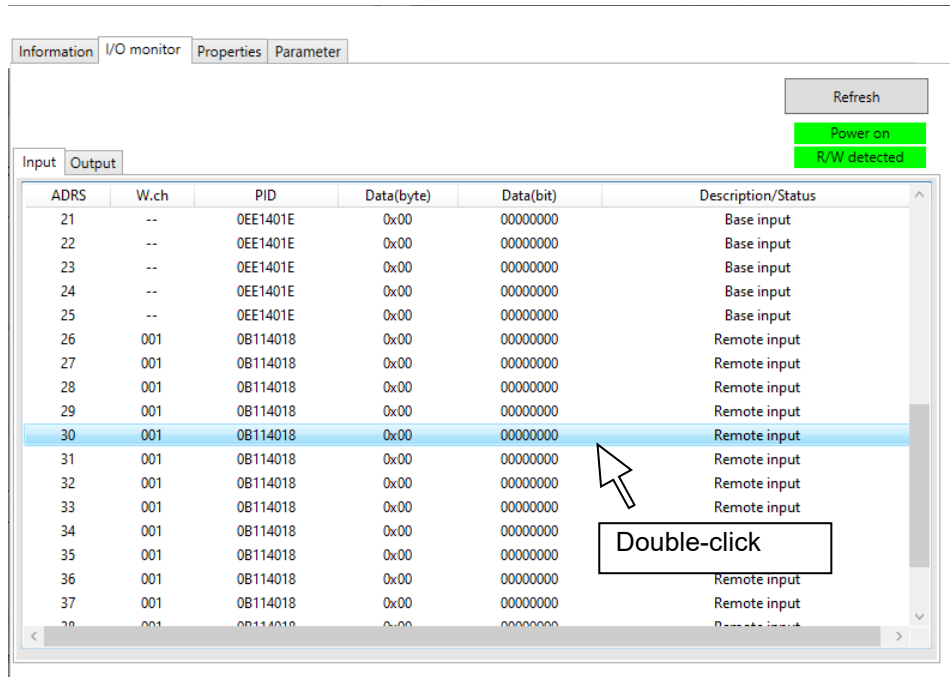 Information I/O monitor Properties Parameter
Refresh
Power on
R/W detected
Input Output
ADRS W.ch PID Data(byte) Data(bit) Description/Status
21 -- 0EE1401E 0x00 00000000 Base input
22 -- 0EE1401E 0x00 00000000 Base input
23 -- 0EE1401E 0x00 00000000 Base input
24 -- 0EE1401E 0x00 00000000 Base input
25 -- 0EE1401E 0x00 00000000 Base input
26 001 0B114018 0x00 00000000 Remote input
27 001 0B114018 0x00 00000000 Remote input
28 001 0B114018 0x00 00000000 Remote input
29 001 0B114018 0x00 00000000 Remote input
30 001 0B114018 0x00 00000000 Remote input
31 001 0B114018 0x00 00000000 Remote input
32 001 0B114018 0x00 00000000 Remote input
33 001 0B114018 0x00 00000000 Remote input
34 001 0B114018 0x00 00000000
Double-click
35 001 0B114018 0x00 00000000
36 001 0B114018 0x00 00000000 Remote input
37 001 0B114018 0x00 00000000 Remote input